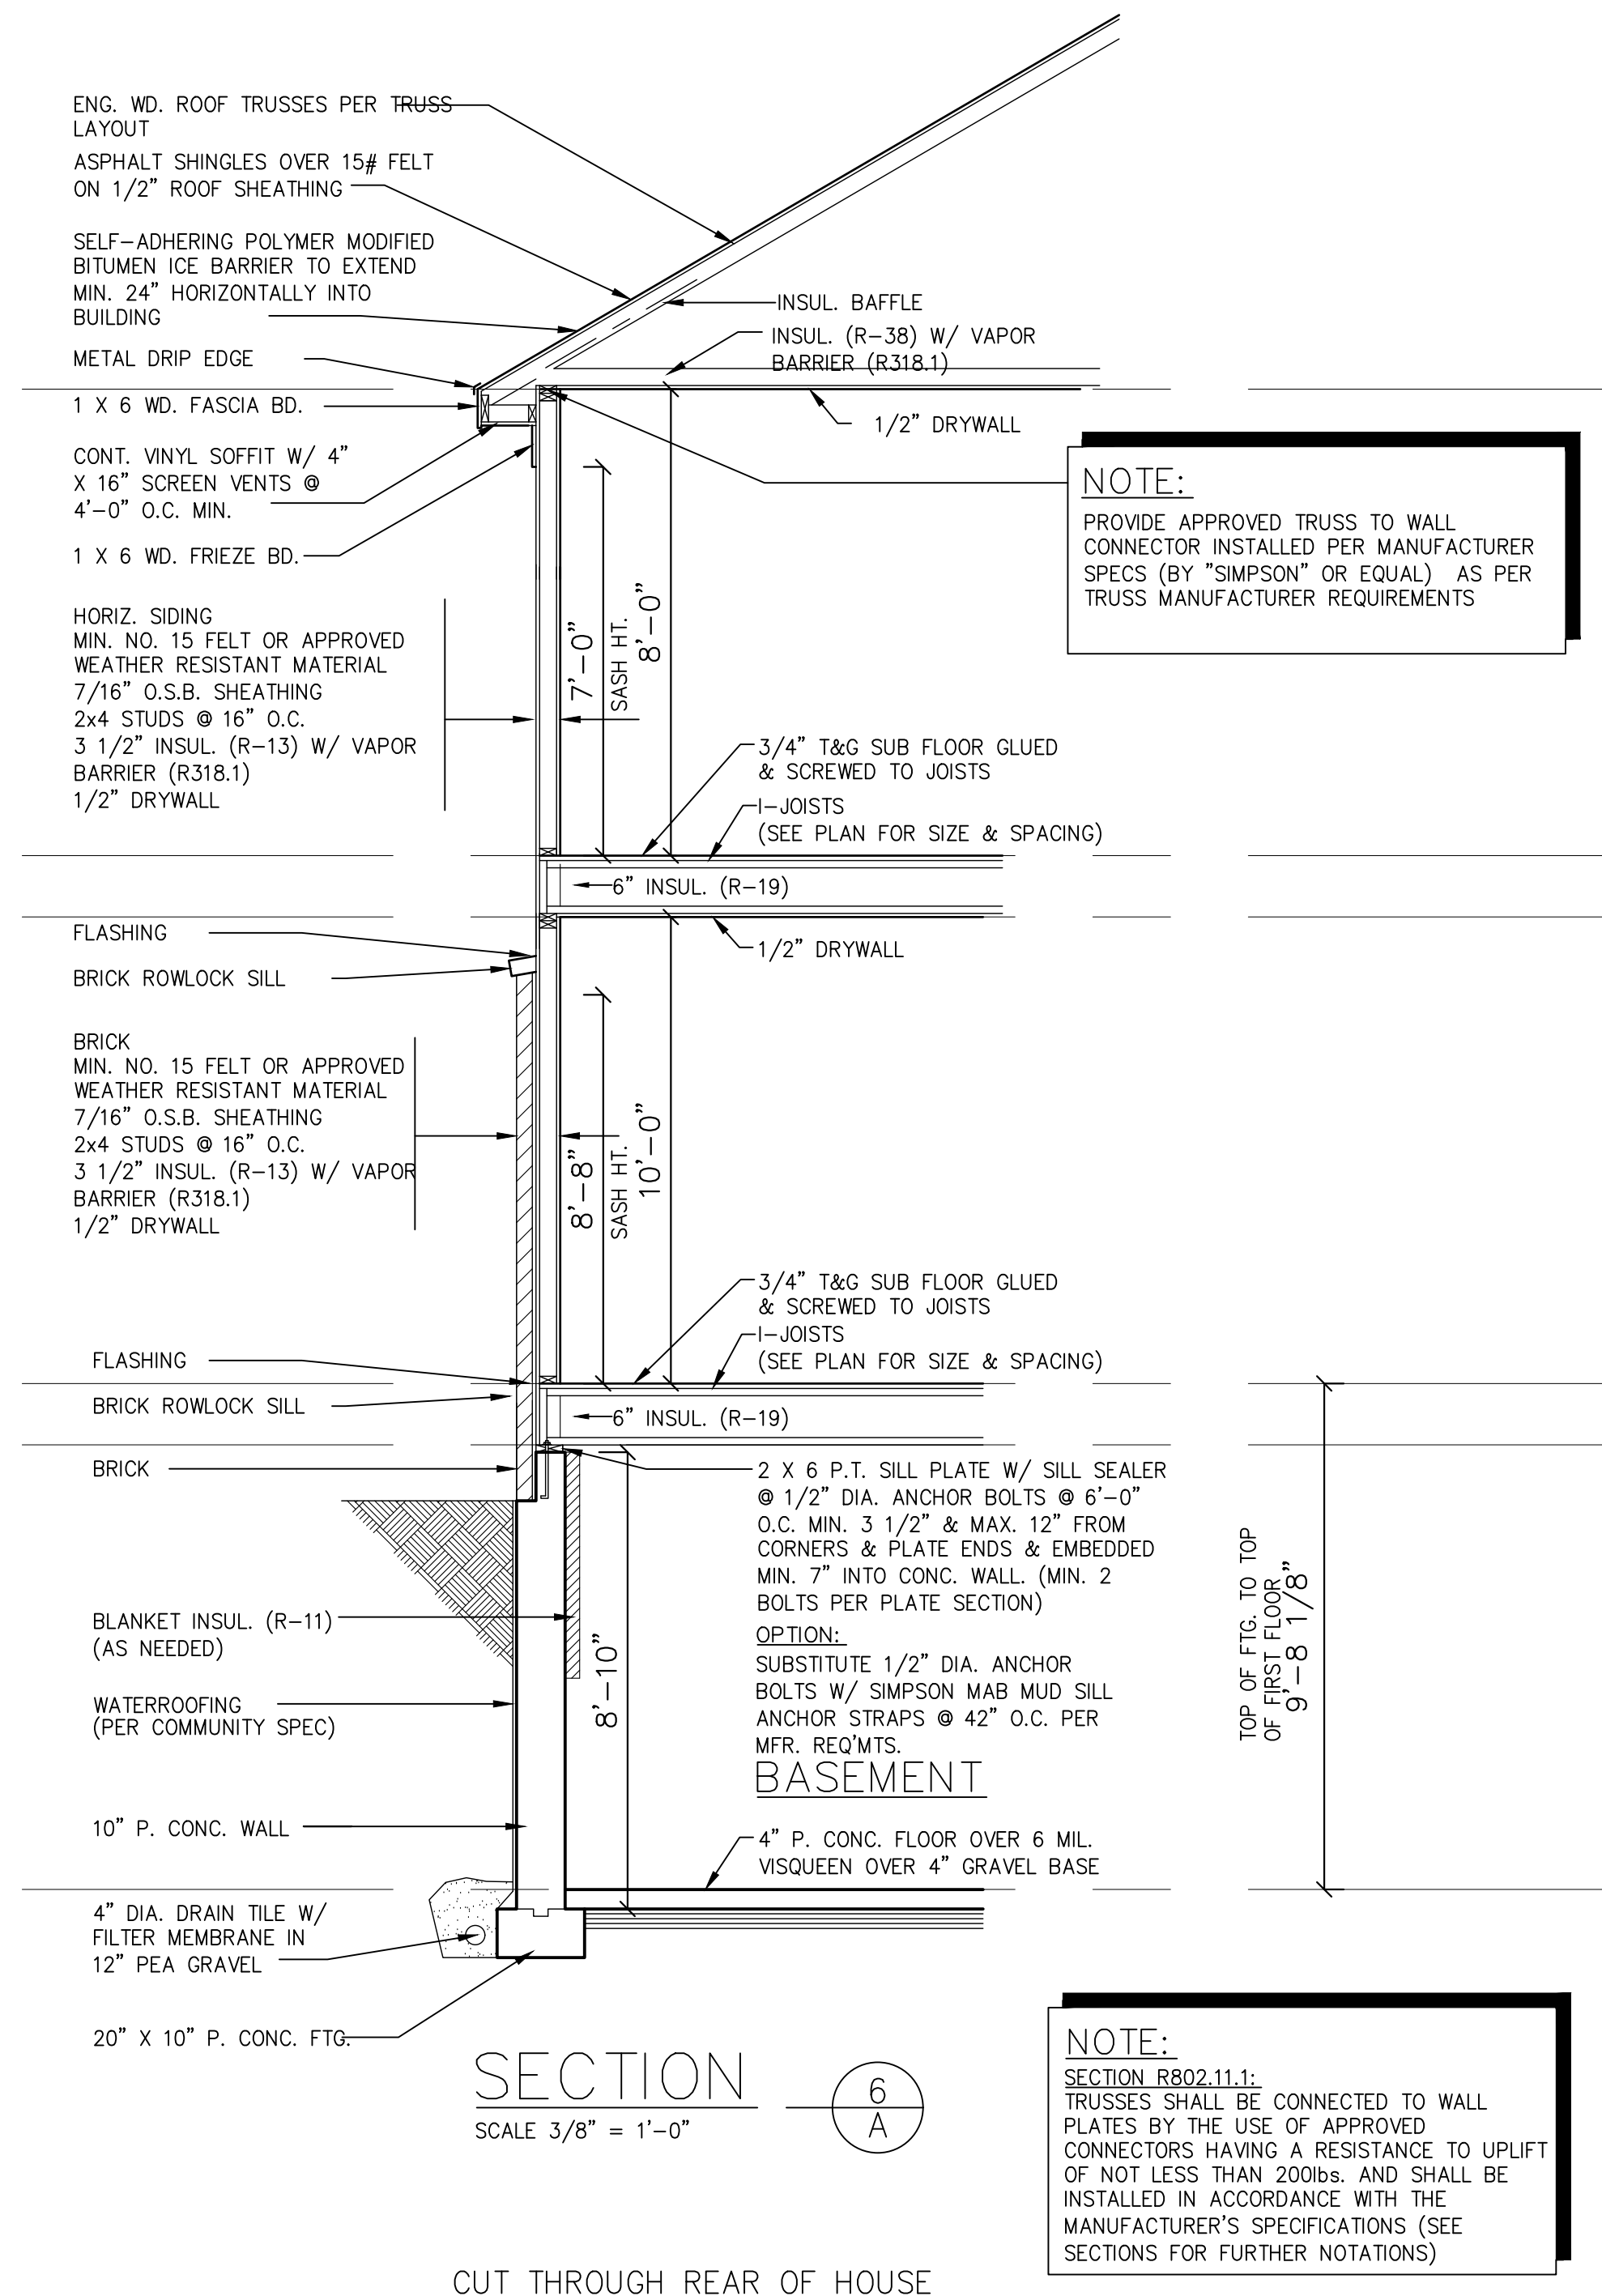 ENG. WD. ROOF TRUSSES PER TRUSS
LAYOUT
ASPHALT SHINGLES OVER 15# FELT
ON 1/2" ROOF SHEATHING
SELF-ADHERING POLYMER MODIFIED
BITUMEN ICE BARRIER TO EXTEND
MIN. 24" HORIZONTALLY INTO
BUILDING
METAL DRIP EDGE
1 X 6 WD. FASCIA BD.
CONT. VINYL SOFFIT W/ 4"
X 16" SCREEN VENTS @
4'-0" O.C. MIN.
1 X 6 WD. FRIEZE BD.
INSUL. BAFFLE
INSUL. (R-38) W/ VAPOR
BARRIER (R318.1)
1/2" DRYWALL
NOTE:
PROVIDE APPROVED TRUSS TO WALL
CONNECTOR INSTALLED PER MANUFACTURER
SPECS (BY "SIMPSON" OR EQUAL) AS PER
TRUSS MANUFACTURER REQUIREMENTS
HORIZ. SIDING
MIN. NO. 15 FELT OR APPROVED
WEATHER RESISTANT MATERIAL
7/16" O.S.B. SHEATHING
2x4 STUDS @ 16" O.C.
3 1/2" INSUL. (R-13) W/ VAPOR
BARRIER (R318.1)
1/2" DRYWALL
7'-0"
SASH HT.
8'-0"
3/4" T&G SUB FLOOR GLUED
& SCREWED TO JOISTS
I-JOISTS
(SEE PLAN FOR SIZE & SPACING)
6" INSUL. (R-19)
1/2" DRYWALL
FLASHING
BRICK ROWLOCK SILL
BRICK
MIN. NO. 15 FELT OR APPROVED
WEATHER RESISTANT MATERIAL
7/16" O.S.B. SHEATHING
2x4 STUDS @ 16" O.C.
3 1/2" INSUL. (R-13) W/ VAPOR
BARRIER (R318.1)
1/2" DRYWALL
8'-8"
SASH HT.
10'-0"
3/4" T&G SUB FLOOR GLUED
& SCREWED TO JOISTS
I-JOISTS
(SEE PLAN FOR SIZE & SPACING)
6" INSUL. (R-19)
FLASHING
BRICK ROWLOCK SILL
BRICK
2 X 6 P.T. SILL PLATE W/ SILL SEALER
@ 1/2" DIA. ANCHOR BOLTS @ 6'-0"
O.C. MIN. 3 1/2" & MAX. 12" FROM
CORNERS & PLATE ENDS & EMBEDDED
MIN. 7" INTO CONC. WALL. (MIN. 2
BOLTS PER PLATE SECTION)
OPTION:
SUBSTITUTE 1/2" DIA. ANCHOR
BOLTS W/ SIMPSON MAB MUD SILL
ANCHOR STRAPS @ 42" O.C. PER
MFR. REQ'MTS.
BASEMENT
BLANKET INSUL. (R-11)
(AS NEEDED)
WATERROOFING
(PER COMMUNITY SPEC)
8'-10"
TOP OF FTG. TO TOP
OF FIRST FLOOR
9'-8 1/8"
10" P. CONC. WALL
4" P. CONC. FLOOR OVER 6 MIL.
VISQUEEN OVER 4" GRAVEL BASE
4" DIA. DRAIN TILE W/
FILTER MEMBRANE IN
12" PEA GRAVEL
20" X 10" P. CONC. FTG.
SECTION
SCALE 3/8" = 1'-0"
6
A
NOTE:
SECTION R802.11.1:
TRUSSES SHALL BE CONNECTED TO WALL
PLATES BY THE USE OF APPROVED
CONNECTORS HAVING A RESISTANCE TO UPLIFT
OF NOT LESS THAN 200lbs. AND SHALL BE
INSTALLED IN ACCORDANCE WITH THE
MANUFACTURER'S SPECIFICATIONS (SEE
SECTIONS FOR FURTHER NOTATIONS)
CUT THROUGH REAR OF HOUSE